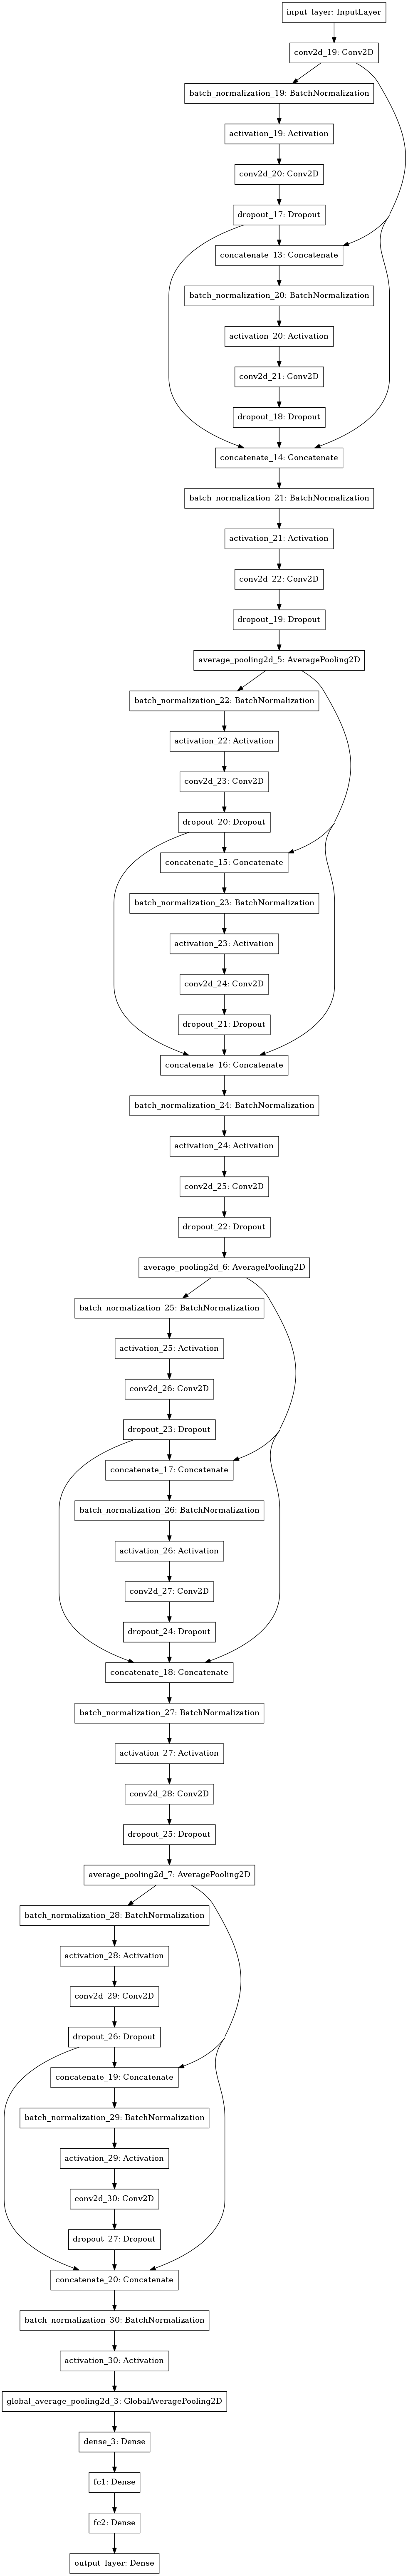 input_layer: InputLayer
conv2d_19: Conv2D
batch_normalization_19: BatchNormalization
activation_19: Activation
conv2d_20: Conv2D
dropout_17: Dropout
concatenate_13: Concatenate
batch_normalization_20: BatchNormalization
activation_20: Activation
conv2d_21: Conv2D
dropout_18: Dropout
concatenate_14: Concatenate
batch_normalization_21: BatchNormalization
activation_21: Activation
conv2d_22: Conv2D
dropout_19: Dropout
average_pooling2d_5: AveragePooling2D
batch_normalization_22: BatchNormalization
activation_22: Activation
conv2d_23: Conv2D
dropout_20: Dropout
concatenate_15: Concatenate
batch_normalization_23: BatchNormalization
activation_23: Activation
conv2d_24: Conv2D
dropout_21: Dropout
concatenate_16: Concatenate
batch_normalization_24: BatchNormalization
activation_24: Activation
conv2d_25: Conv2D
dropout_22: Dropout
average_pooling2d_6: AveragePooling2D
batch_normalization_25: BatchNormalization
activation_25: Activation
conv2d_26: Conv2D
dropout_23: Dropout
concatenate_17: Concatenate
batch_normalization_26: BatchNormalization
activation_26: Activation
conv2d_27: Conv2D
dropout_24: Dropout
concatenate_18: Concatenate
batch_normalization_27: BatchNormalization
activation_27: Activation
conv2d_28: Conv2D
dropout_25: Dropout
average_pooling2d_7: AveragePooling2D
batch_normalization_28: BatchNormalization
activation_28: Activation
conv2d_29: Conv2D
dropout_26: Dropout
concatenate_19: Concatenate
batch_normalization_29: BatchNormalization
activation_29: Activation
conv2d_30: Conv2D
dropout_27: Dropout
concatenate_20: Concatenate
batch_normalization_30: BatchNormalization
activation_30: Activation
global_average_pooling2d_3: GlobalAveragePooling2D
dense_3: Dense
fc1: Dense
fc2: Dense
output_layer: Dense